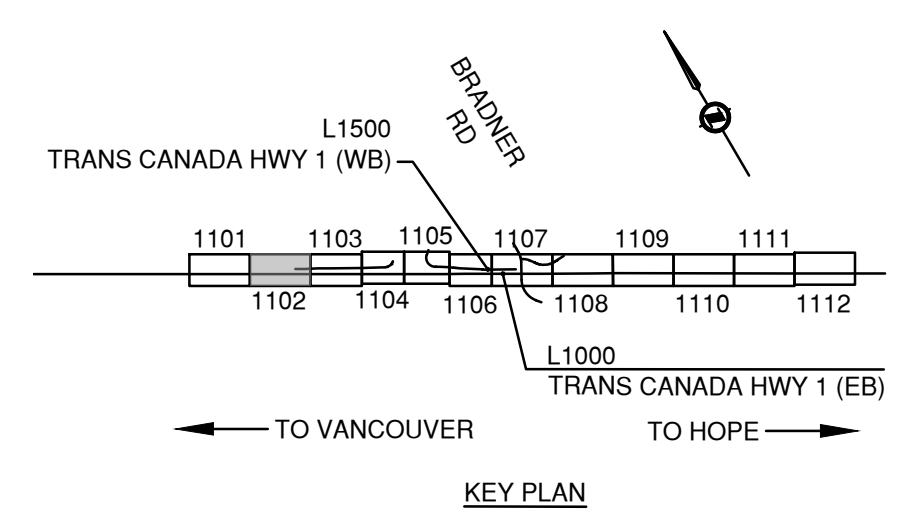 BRADNER
RD
L1500
TRANS CANADA HWY 1 (WB)
1101
1103
1105
1107
1109
1111
1102
1104
1106
1108
1110
1112
L1000
TRANS CANADA HWY 1 (EB)
TO VANCOUVER
TO HOPE
KEY PLAN